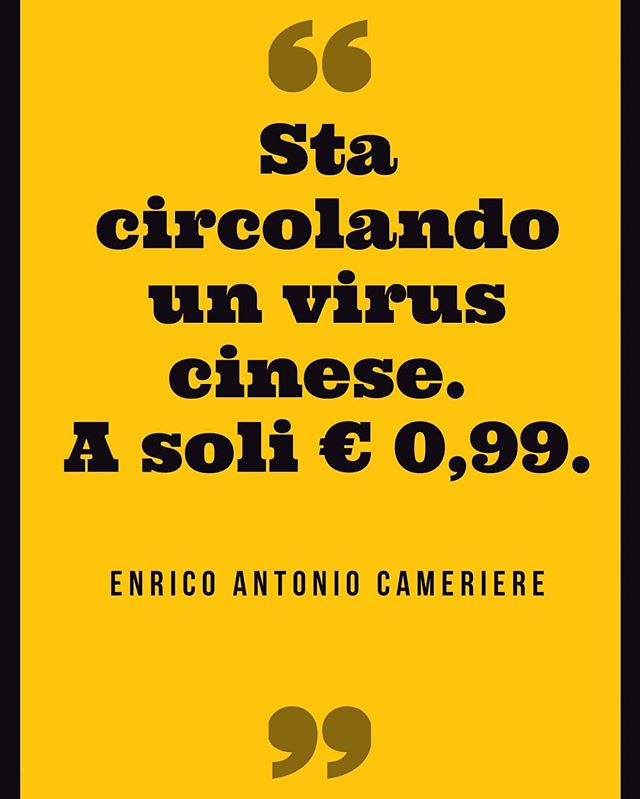 “
Sta
circolando
un virus
cinese.
A soli € 0,99.
ENRICO ANTONIO CAMERIERE
”